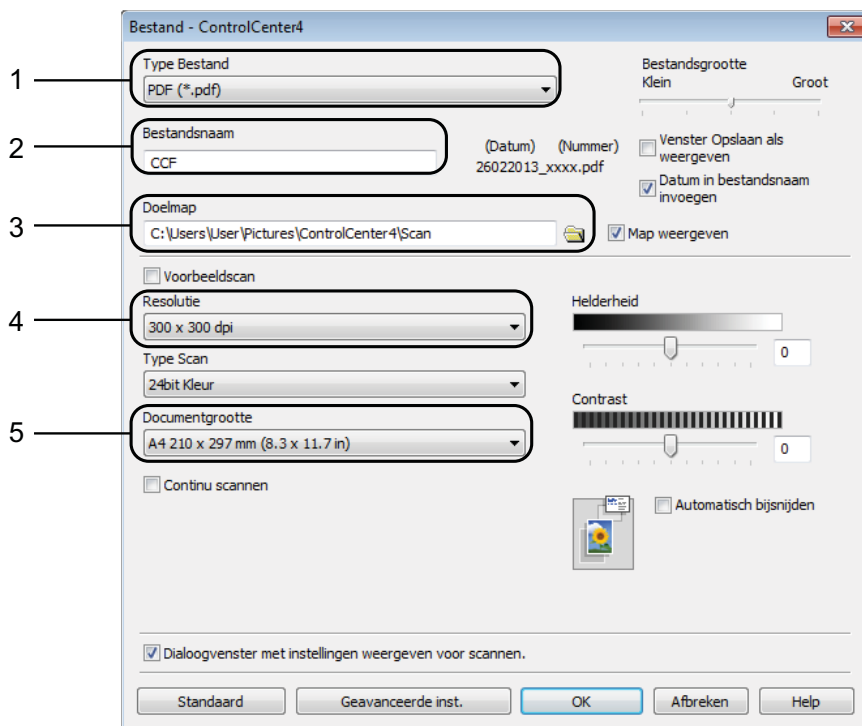 Bestand - ControlCenter4
1
Type Bestand
PDF (*.pdf)
Bestandsgrootte
Klein Groot
2
Bestandsnaam
CCF
(Datum) (Nummer)
26022013_xxxx.pdf
Venster Opslaan als
weergeven
Datum in bestandsnaam
invoegen
3
Doelmap
C:\Users\User\Pictures\ControlCenter4\Scan
Map weergeven
Voorbeeldscan
4
Resolutie
300 x 300 dpi
Helderheid
0
Type Scan
24bit Kleur
5
Documentgrootte
A4 210 x 297 mm (8.3 x 11.7 in)
Contrast
0
Continu scannen
Automatisch bijsnijden
Dialoogvenster met instellingen weergeven voor scannen.
Standaard Geavanceerde inst. OK Afbreken Help